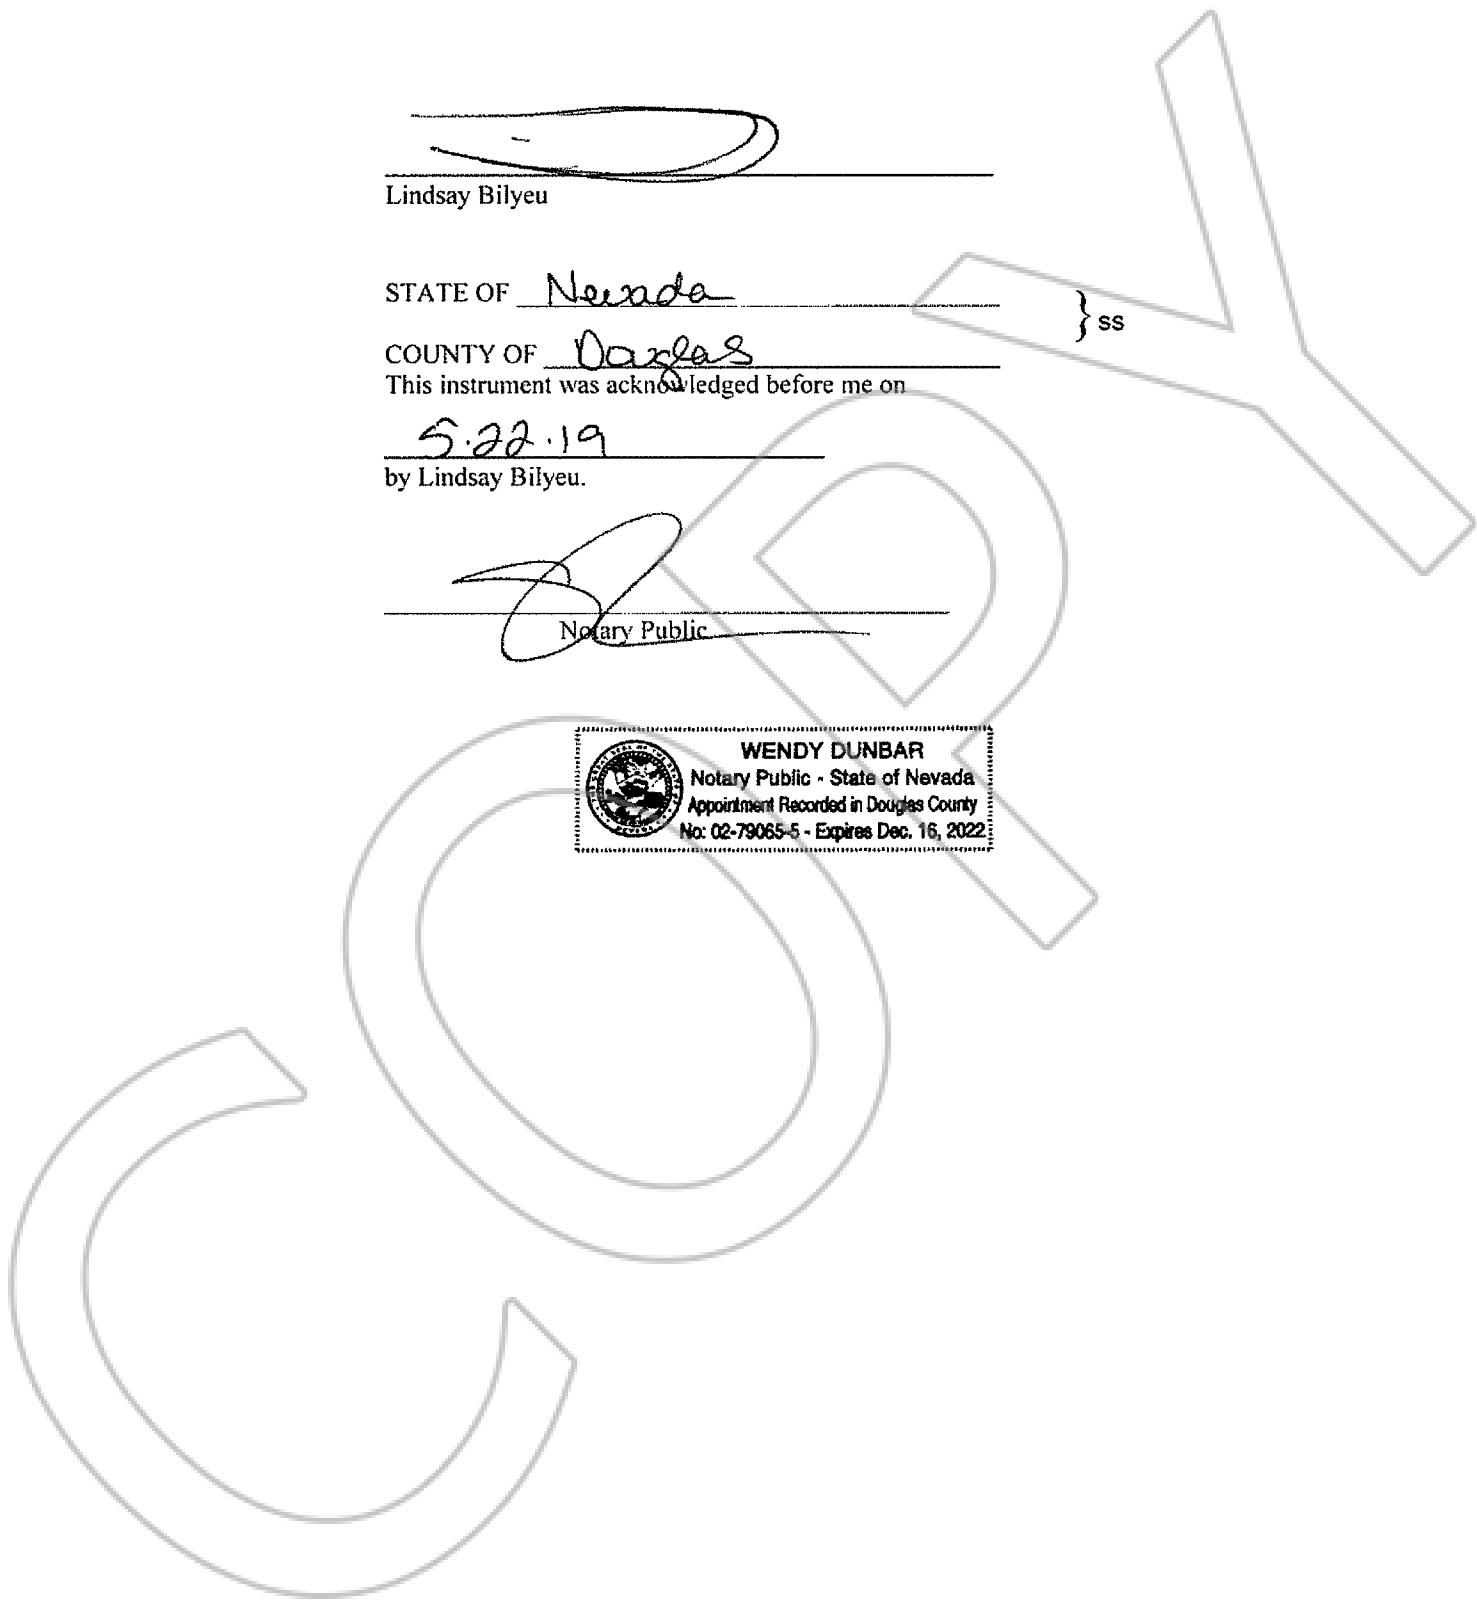 Lindsay Bilyeu
STATE OF Nevada
} ss
COUNTY OF Douglas
This instrument was acknowledged before me on
5.22.19
by Lindsay Bilyeu.
Notary Public
WENDY DUNBAR
Notary Public - State of Nevada
Appointment Recorded in Douglas County
No: 02-79065-5 - Expires Dec. 16, 2022
COPY